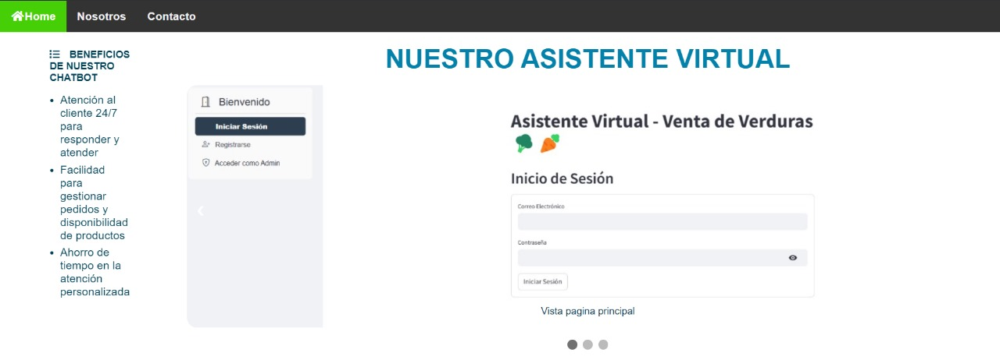 Home Nosotros Contacto
BENEFICIOS
DE NUESTRO
CHATBOT
Atención al
cliente 24/7
para
responder y
atender
Facilidad
para
gestionar
pedidos y
disponibilidad
de productos
Ahorro de
tiempo en la
atención
personalizada
NUESTRO ASISTENTE VIRTUAL
Bienvenido
Iniciar Sesión
Registrarse
Acceder como Admin
Asistente Virtual - Venta de Verduras
Inicio de Sesión
Correo Electrónico
Contraseña
Iniciar Sesión
Vista pagina principal